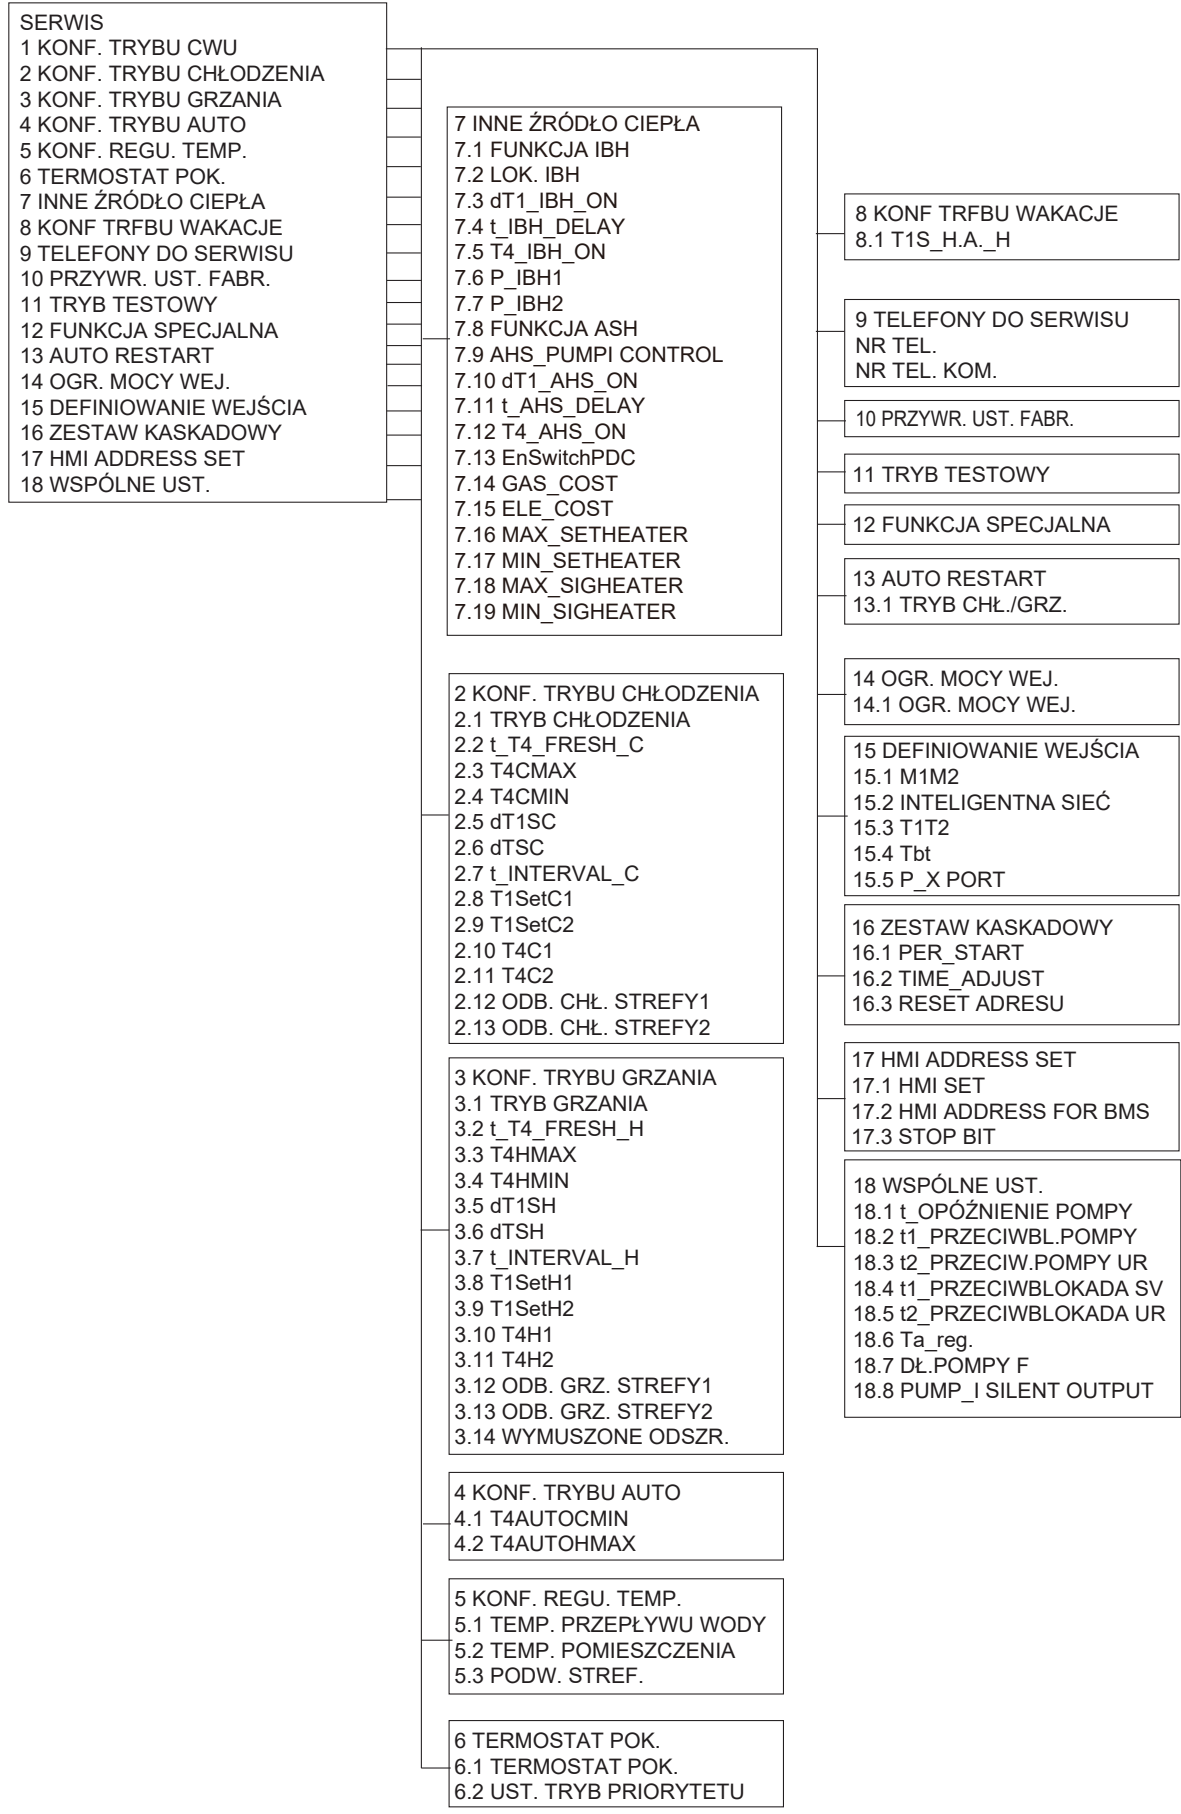 SERWIS
1 KONF. TRYBU CWU
2 KONF. TRYBU CHŁODZENIA
3 KONF. TRYBU GRZANIA
4 KONF. TRYBU AUTO
5 KONF. REGU. TEMP.
6 TERMOSTAT POK.
7 INNE ŹRÓDŁO CIEPŁA
8 KONF TRFBU WAKACJE
9 TELEFONY DO SERWISU
10 PRZYWR. UST. FABR.
11 TRYB TESTOWY
12 FUNKCJA SPECJALNA
13 AUTO RESTART
14 OGR. MOCY WEJ.
15 DEFINIOWANIE WEJŚCIA
16 ZESTAW KASKADOWY
17 HMI ADDRESS SET
18 WSPÓLNE UST.
7 INNE ŹRÓDŁO CIEPŁA
7.1 FUNKCJA IBH
7.2 LOK. IBH
7.3 dT1_IBH_ON
7.4 t_IBH_DELAY
7.5 T4_IBH_ON
7.6 P_IBH1
7.7 P_IBH2
7.8 FUNKCJA ASH
7.9 AHS_PUMPI CONTROL
7.10 dT1_AHS_ON
7.11 t_AHS_DELAY
7.12 T4_AHS_ON
7.13 EnSwitchPDC
7.14 GAS_COST
7.15 ELE_COST
7.16 MAX_SETHEATER
7.17 MIN_SETHEATER
7.18 MAX_SIGHEATER
7.19 MIN_SIGHEATER
2 KONF. TRYBU CHŁODZENIA
2.1 TRYB CHŁODZENIA
2.2 t_T4_FRESH_C
2.3 T4CMAX
2.4 T4CMIN
2.5 dT1SC
2.6 dTSC
2.7 t_INTERVAL_C
2.8 T1SetC1
2.9 T1SetC2
2.10 T4C1
2.11 T4C2
2.12 ODB. CHŁ. STREFY1
2.13 ODB. CHŁ. STREFY2
3 KONF. TRYBU GRZANIA
3.1 TRYB GRZANIA
3.2 t_T4_FRESH_H
3.3 T4HMAX
3.4 T4HMIN
3.5 dT1SH
3.6 dTSH
3.7 t_INTERVAL_H
3.8 T1SetH1
3.9 T1SetH2
3.10 T4H1
3.11 T4H2
3.12 ODB. GRZ. STREFY1
3.13 ODB. GRZ. STREFY2
3.14 WYMUSZONE ODSZR.
4 KONF. TRYBU AUTO
4.1 T4AUTOCMIN
4.2 T4AUTOHMAX
5 KONF. REGU. TEMP.
5.1 TEMP. PRZEPŁYWU WODY
5.2 TEMP. POMIESZCZENIA
5.3 PODW. STREF.
6 TERMOSTAT POK.
6.1 TERMOSTAT POK.
6.2 UST. TRYB PRIORYTETU
8 KONF TRFBU WAKACJE
8.1 T1S_H.A._H
9 TELEFONY DO SERWISU
NR TEL.
NR TEL. KOM.
10 PRZYWR. UST. FABR.
11 TRYB TESTOWY
12 FUNKCJA SPECJALNA
13 AUTO RESTART
13.1 TRYB CHŁ./GRZ.
14 OGR. MOCY WEJ.
14.1 OGR. MOCY WEJ.
15 DEFINIOWANIE WEJŚCIA
15.1 M1M2
15.2 INTELIGENTNA SIEĆ
15.3 T1T2
15.4 Tbt
15.5 P_X PORT
16 ZESTAW KASKADOWY
16.1 PER_START
16.2 TIME_ADJUST
16.3 RESET ADRESU
17 HMI ADDRESS SET
17.1 HMI SET
17.2 HMI ADDRESS FOR BMS
17.3 STOP BIT
18 WSPÓLNE UST.
18.1 t_OPÓŹNIENIE POMPY
18.2 t1_PRZECIWBL.POMPY
18.3 t2_PRZECIW.POMPY UR
18.4 t1_PRZECIWBLOKADA SV
18.5 t2_PRZECIWBLOKADA UR
18.6 Ta_reg.
18.7 DŁ.POMPY F
18.8 PUMP_I SILENT OUTPUT